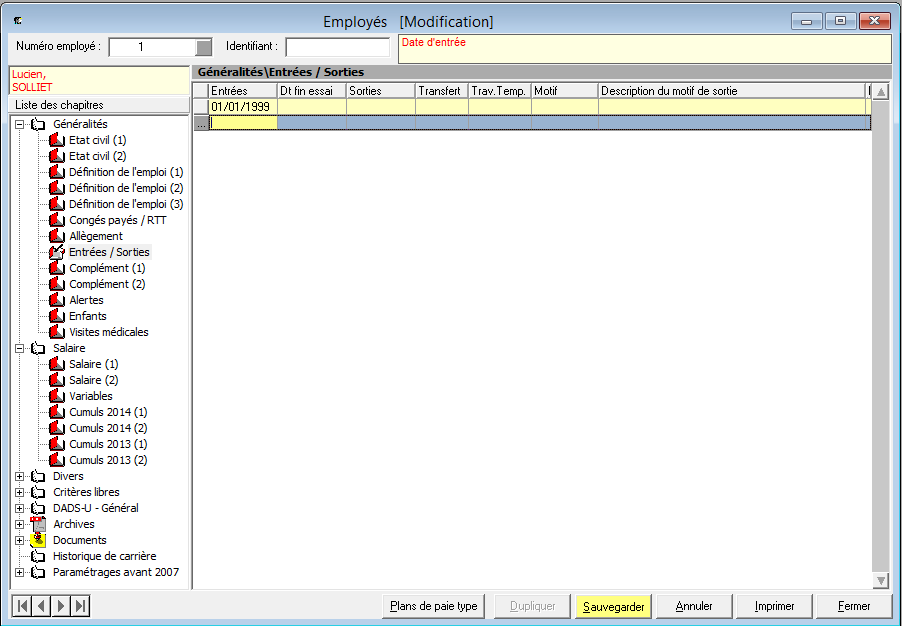 Employés [Modification]
Numéro employé : 1 Identifiant :
Date d'entrée
Lucien,
SOLLIET
Généralités\Entrées / Sorties
Liste des chapitres
Entrées Dt fin essai Sorties Transfert Trav.Temp. Motif Description du motif de sortie
01/01/1999
...
Généralités
Etat civil (1)
Etat civil (2)
Définition de l'emploi (1)
Définition de l'emploi (2)
Définition de l'emploi (3)
Congés payés / RTT
Allègement
Entrées / Sorties
Complément (1)
Complément (2)
Alertes
Enfants
Visites médicales
Salaire
Salaire (1)
Salaire (2)
Variables
Cumuls 2014 (1)
Cumuls 2014 (2)
Cumuls 2013 (1)
Cumuls 2013 (2)
Divers
Critères libres
DADS-U - Général
Archives
Documents
Historique de carrière
Paramétrages avant 2007
Plans de paie type Dupliquer Sauvegarder Annuler Imprimer Fermer